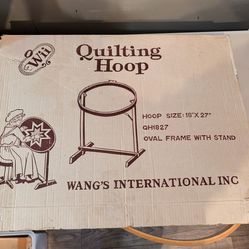 Wii
Quilting
Hoop
HOOP SIZE: 18" X 27"
QH1827
OVAL FRAME WITH STAND
WANG'S INTERNATIONAL INC